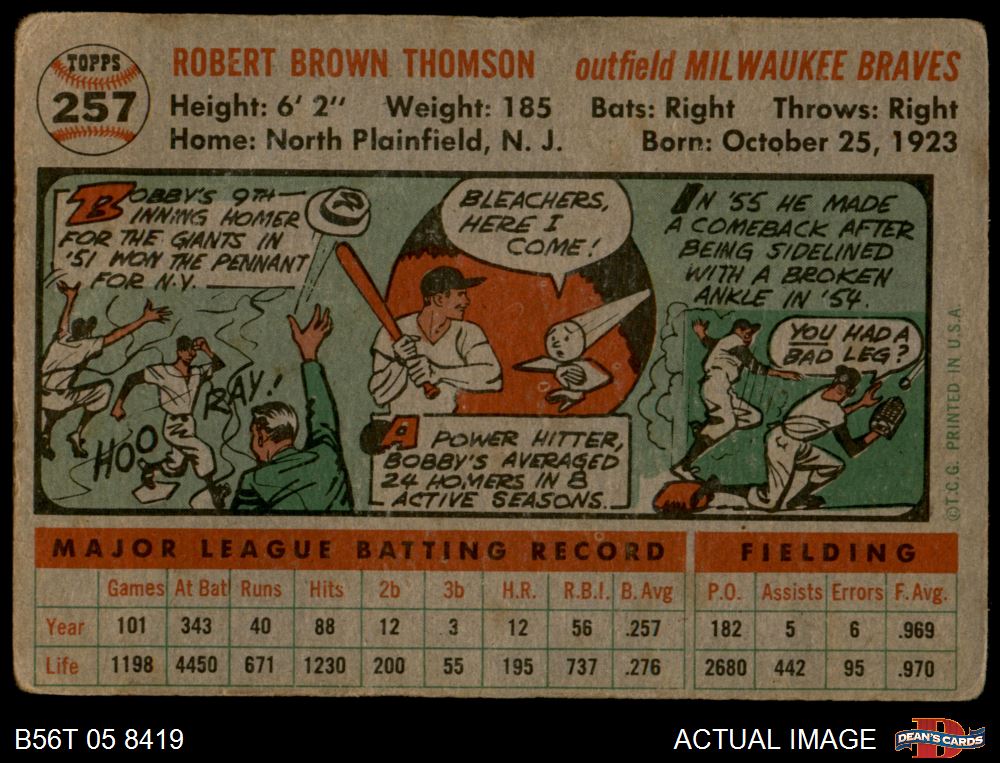 TOPPS
257
ROBERT BROWN THOMSON outfield MILWAUKEE BRAVES
Height: 6' 2" Weight: 185 Bats: Right Throws: Right
Home: North Plainfield, N. J. Born: October 25, 1923
BOBBY'S 9TH
INNING HOMER
FOR THE GIANTS IN
'51 WON THE PENNANT
FOR N.Y.
HOO
RAY!
BLEACHERS,
HERE I
COME!
A POWER HITTER,
BOBBY'S AVERAGED
24 HOMERS IN 8
ACTIVE SEASONS.
IN '55 HE MADE
A COMEBACK AFTER
BEING SIDELINED
WITH A BROKEN
ANKLE IN '54.
YOU HAD A
BAD LEG?
©T.C.G. PRINTED IN U.S.A.
MAJOR LEAGUE BATTING RECORD FIELDING
Games At Bat Runs Hits 2b 3b H.R. R.B.I. B. Avg P.O. Assists Errors F. Avg.
Year 101 343 40 88 12 3 12 56 .257 182 5 6 .969
Life 1198 4450 671 1230 200 55 195 737 .276 2680 442 95 .970
B56T 05 8419 ACTUAL IMAGE
DEAN'S CARDS